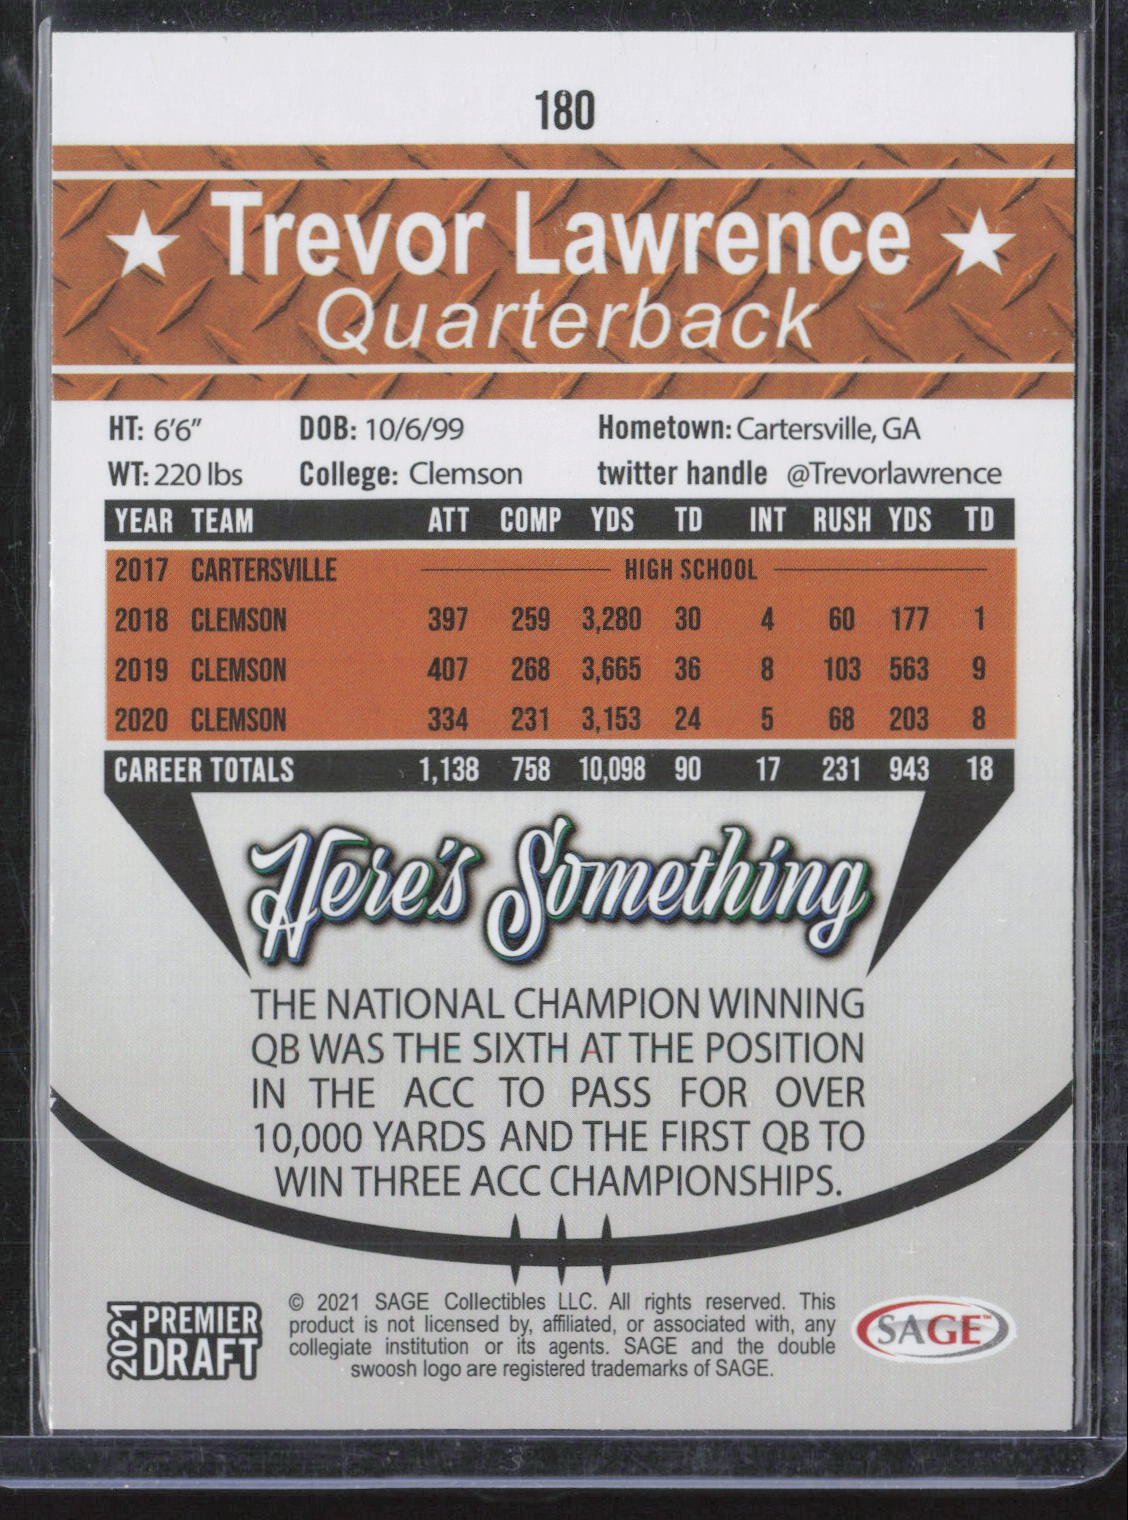 180
Trevor Lawrence
Quarterback
HT: 6'6" DOB: 10/6/99 Hometown: Cartersville, GA
WT: 220 lbs College: Clemson twitter handle @Trevorlawrence
YEAR TEAM ATT COMP YDS TD INT RUSH YDS TD
2017 CARTERSVILLE HIGH SCHOOL
2018 CLEMSON 397 259 3,280 30 4 60 177 1
2019 CLEMSON 407 268 3,665 36 8 103 563 9
2020 CLEMSON 334 231 3,153 24 5 68 203 8
CAREER TOTALS 1,138 758 10,098 90 17 231 943 18
Here's Something
THE NATIONAL CHAMPION WINNING
QB WAS THE SIXTH AT THE POSITION
IN THE ACC TO PASS FOR OVER
10,000 YARDS AND THE FIRST QB TO
WIN THREE ACC CHAMPIONSHIPS.
2021 PREMIER
DRAFT
© 2021 SAGE Collectibles LLC. All rights reserved. This
product is not licensed by, affiliated, or associated with, any
collegiate institution or its agents. SAGE and the double
swoosh logo are registered trademarks of SAGE.
SAGE™